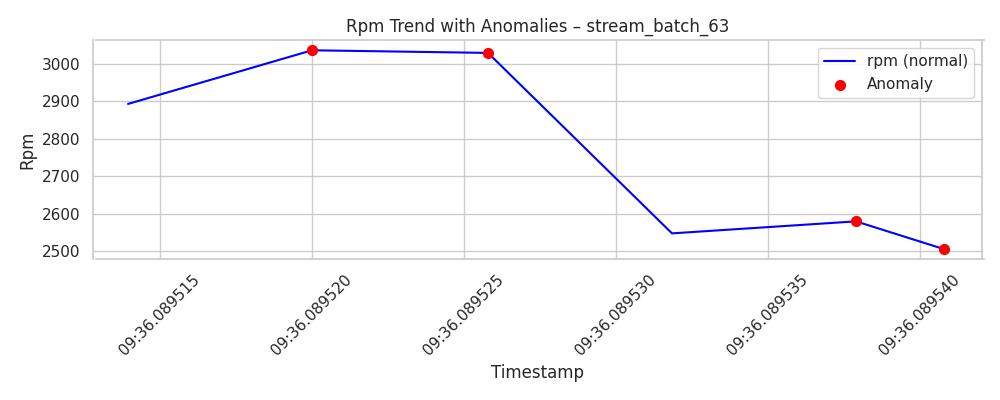 Rpm Trend with Anomalies – stream_batch_63
rpm (normal)
Anomaly
Rpm
3000
2900
2800
2700
2600
2500
09:36.089515
09:36.089520
09:36.089525
09:36.089530
09:36.089535
09:36.089540
Timestamp